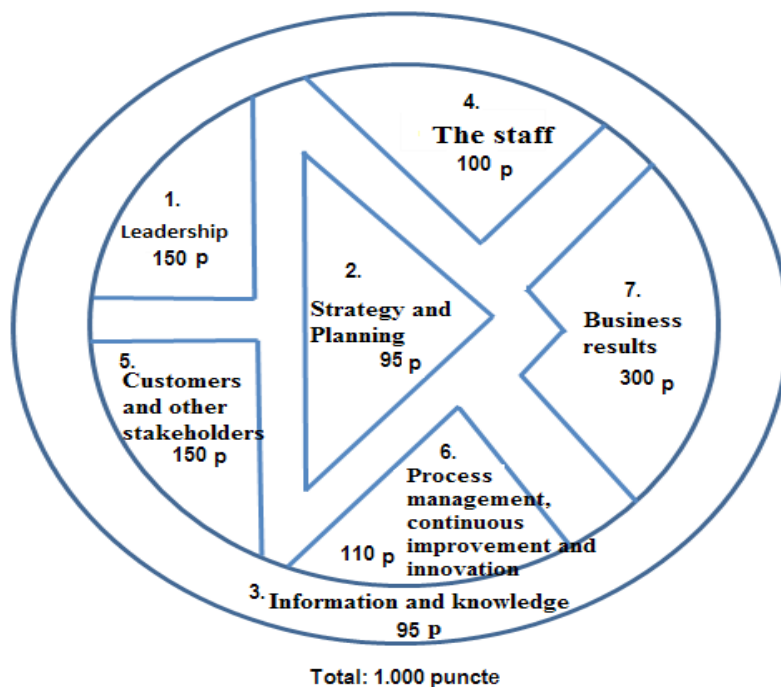 1.
Leadership
150 p
2.
Strategy and
Planning
95 p
3. Information and knowledge
95 p
4.
The staff
100 p
5.
Customers
and other
stakeholders
150 p
6.
Process
management,
continuous
improvement and
innovation
110 p
7.
Business
results
300 p
Total: 1.000 puncte